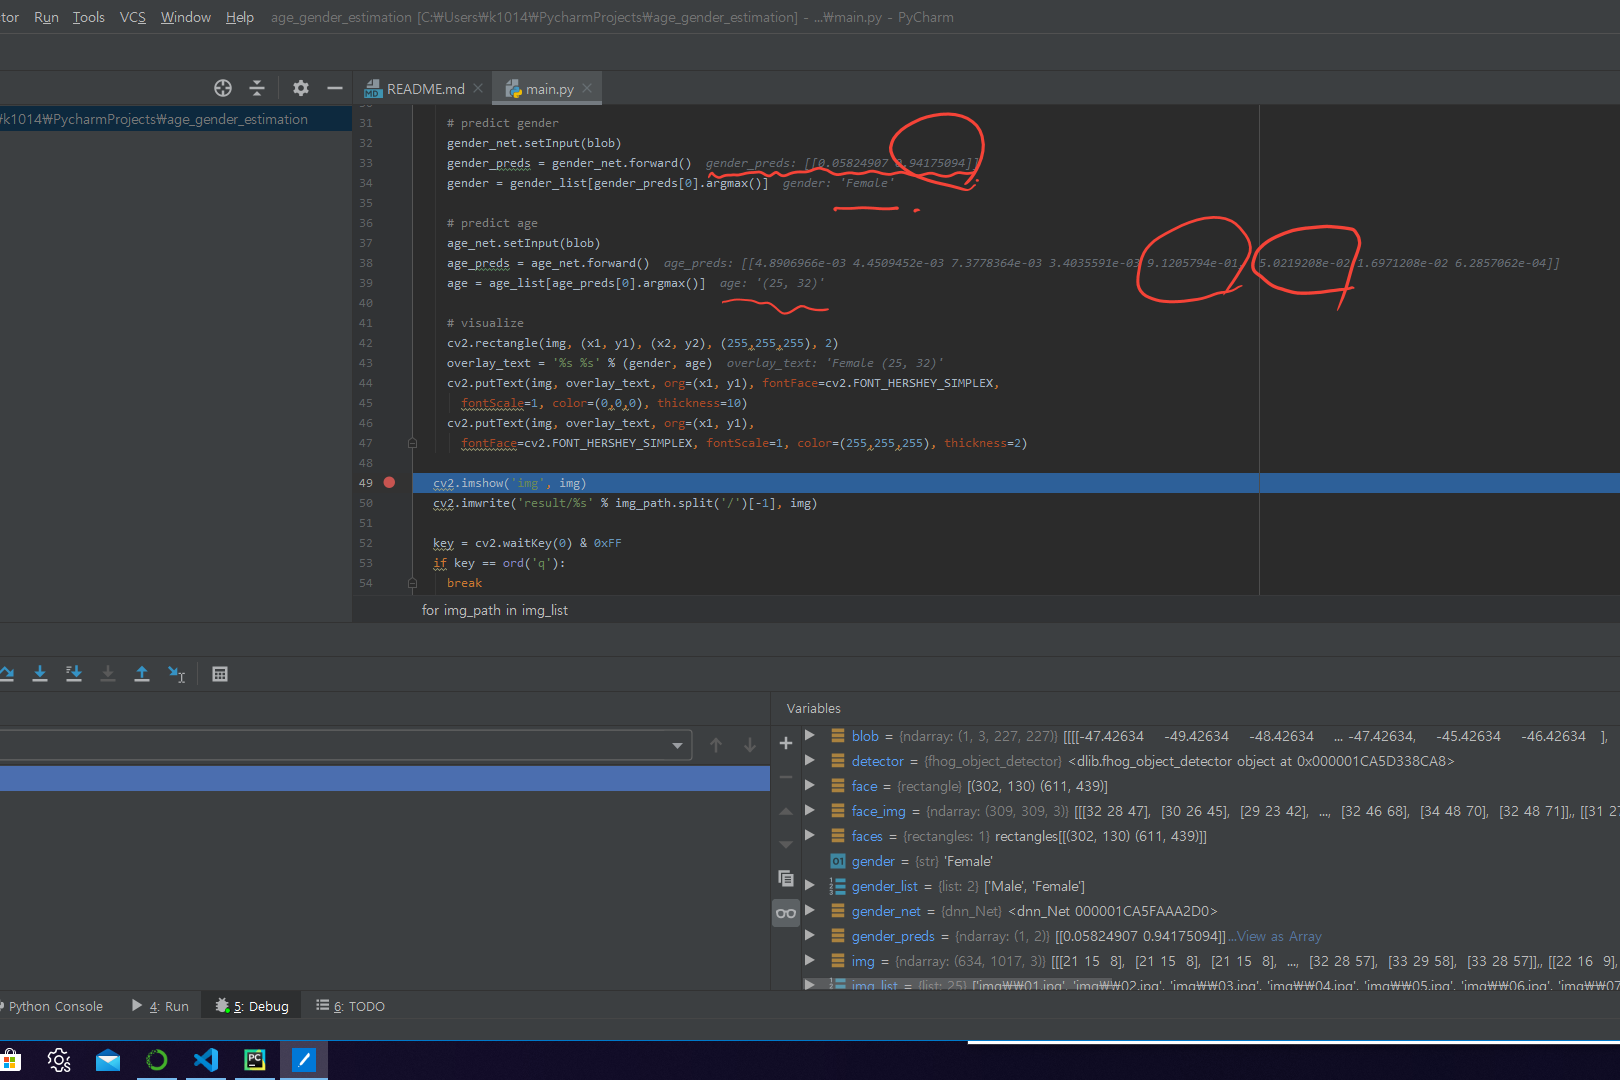 tor Run Tools VCS Window Help age_gender_estimation [C:₩Users₩k1014₩PycharmProjects₩age_gender_estimation] - ...₩main.py - PyCharm
README.md main.py
₩k1014₩PycharmProjects₩age_gender_estimation
31 # predict gender
32 gender_net.setInput(blob)
33 gender_preds = gender_net.forward() gender_preds: [[0.05824907 0.94175094]]
34 gender = gender_list[gender_preds[0].argmax()] gender: 'Female'
35
36 # predict age
37 age_net.setInput(blob)
38 age_preds = age_net.forward() age_preds: [[4.8906966e-03 4.4509452e-03 7.3778364e-03 3.4035591e-03 9.1205794e-01 5.0219208e-02 1.6971208e-02 6.2857062e-04]]
39 age = age_list[age_preds[0].argmax()] age: '(25, 32)'
40
41 # visualize
42 cv2.rectangle(img, (x1, y1), (x2, y2), (255,255,255), 2)
43 overlay_text = '%s %s' % (gender, age) overlay_text: 'Female (25, 32)'
44 cv2.putText(img, overlay_text, org=(x1, y1), fontFace=cv2.FONT_HERSHEY_SIMPLEX,
45 fontScale=1, color=(0,0,0), thickness=10)
46 cv2.putText(img, overlay_text, org=(x1, y1),
47 fontFace=cv2.FONT_HERSHEY_SIMPLEX, fontScale=1, color=(255,255,255), thickness=2)
48
49 cv2.imshow('img', img)
50 cv2.imwrite('result/%s' % img_path.split('/')[-1], img)
51
52 key = cv2.waitKey(0) & 0xFF
53 if key == ord('q'):
54 break
for img_path in img_list
Variables
blob = {ndarray: (1, 3, 227, 227)} [[[[-47.42634 -49.42634 -48.42634 ... -47.42634, -45.42634 -46.42634 ],
detector = {fhog_object_detector} <dlib.fhog_object_detector object at 0x000001CA5D338CA8>
face = {rectangle} [(302, 130) (611, 439)]
face_img = {ndarray: (309, 309, 3)} [[[32 28 47], [30 26 45], [29 23 42], ..., [32 46 68], [34 48 70], [32 48 71]],, [[31 27
faces = {rectangles: 1} rectangles[[(302, 130) (611, 439)]]
01 gender = {str} 'Female'
gender_list = {list: 2} ['Male', 'Female']
gender_net = {dnn_Net} <dnn_Net 000001CA5FAAA2D0>
gender_preds = {ndarray: (1, 2)} [[0.05824907 0.94175094]]...View as Array
img = {ndarray: (634, 1017, 3)} [[[21 15 8], [21 15 8], [21 15 8], ..., [32 28 57], [33 29 58], [33 28 57]],, [[22 16 9],
img_list = {list: 25} ['img₩₩01.jpg', 'img₩₩02.jpg', 'img₩₩03.jpg', 'img₩₩04.jpg', 'img₩₩05.jpg', 'img₩₩06.jpg', 'img₩₩07
Python Console 4: Run 5: Debug 6: TODO
PC